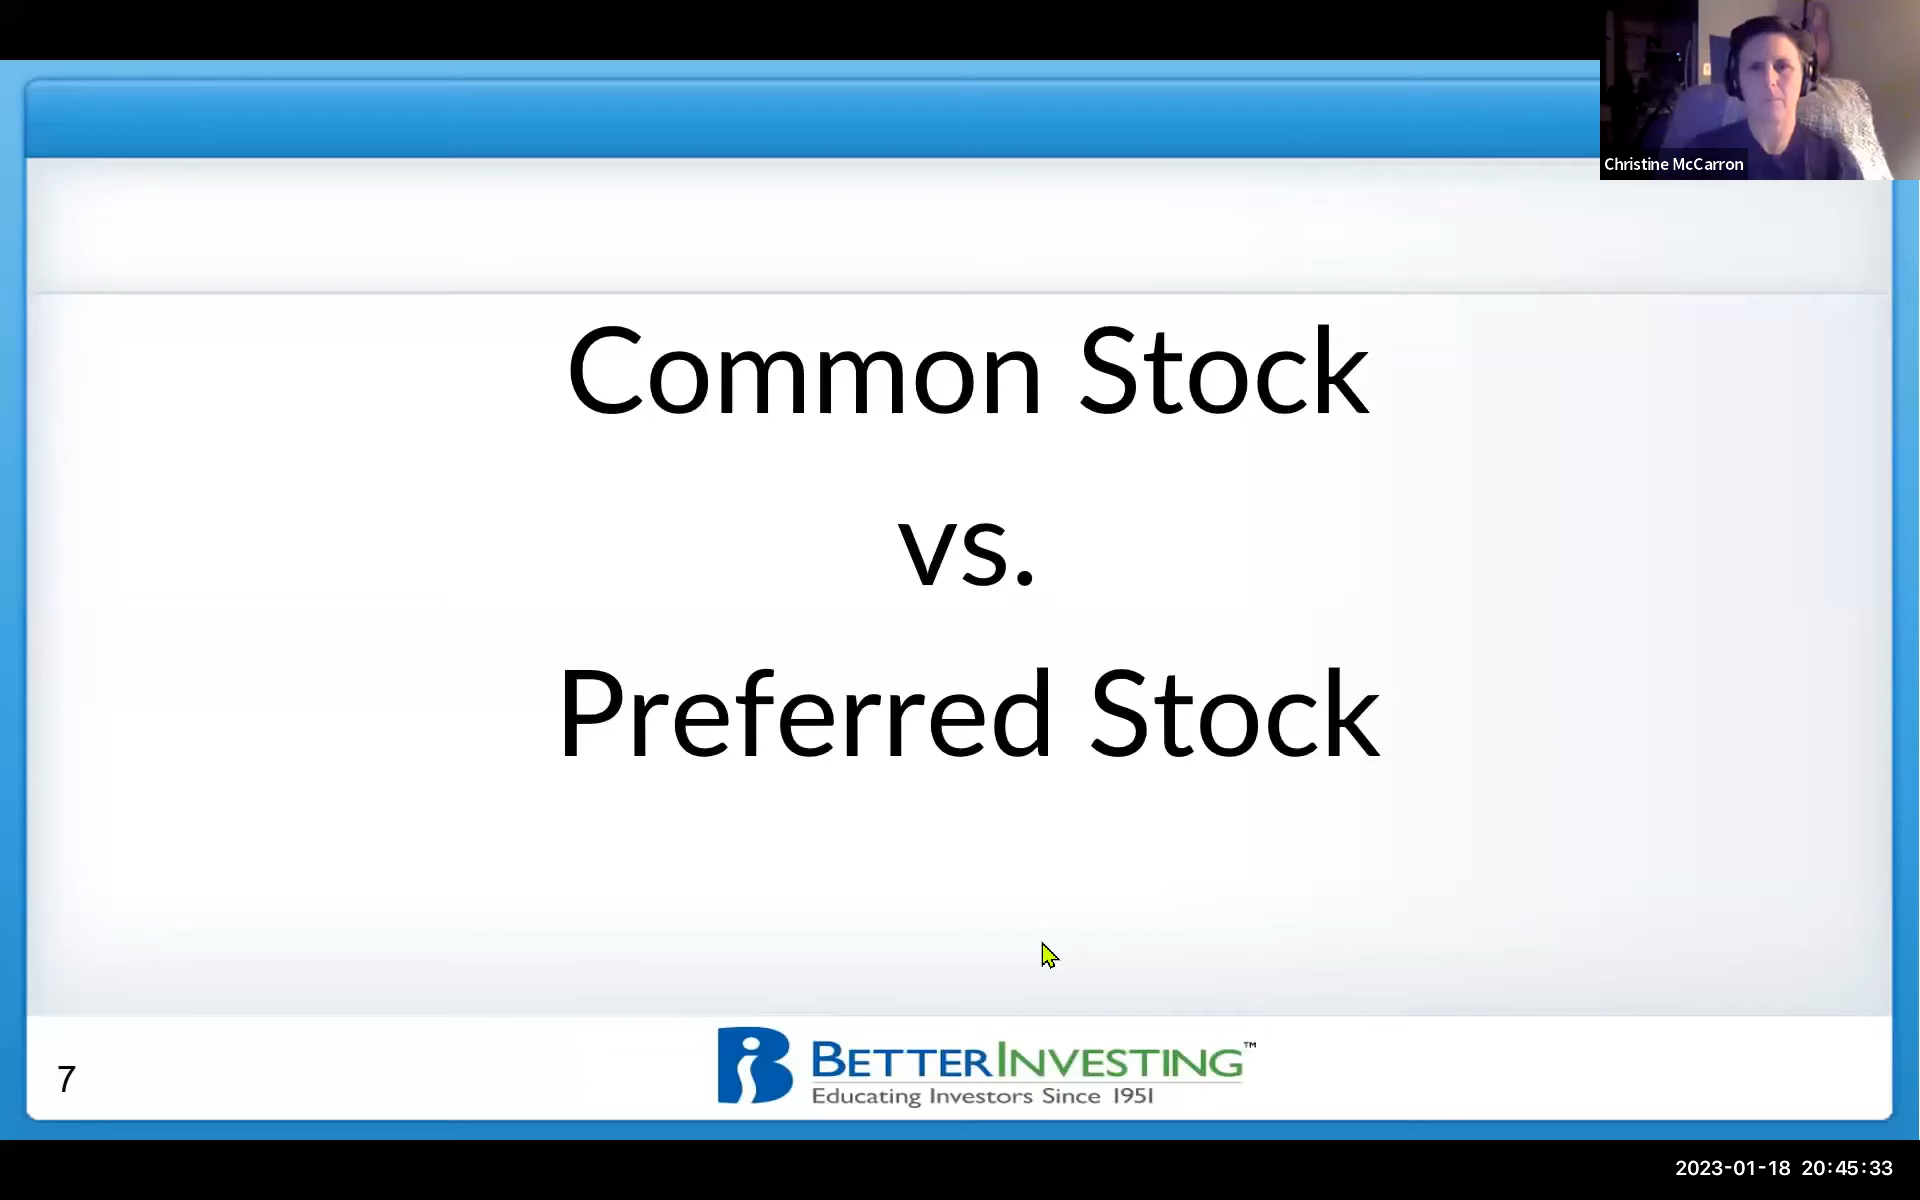 Christine McCarron
Common Stock
vs.
Preferred Stock
7
BETTERINVESTING™
Educating Investors Since 1951
2023-01-18 20:45:33